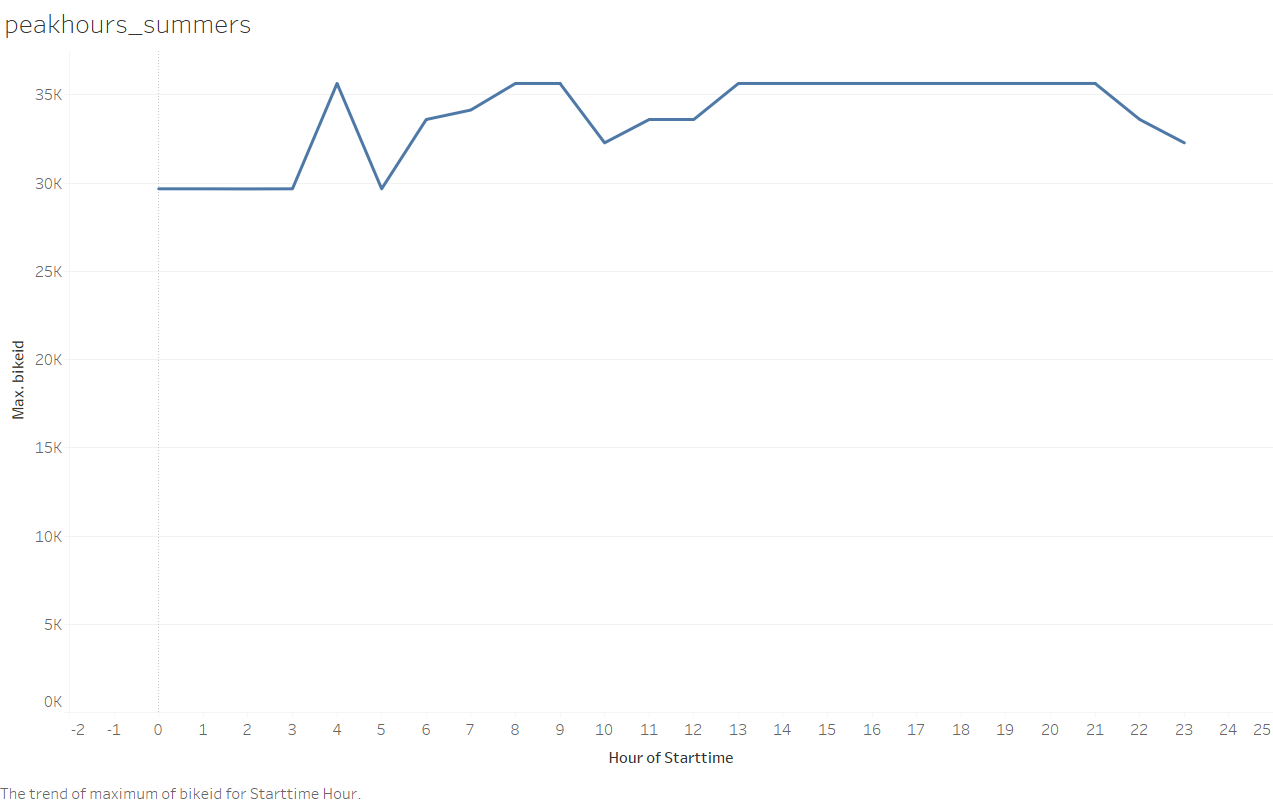 peakhours_summers
35K
30K
25K
20K
15K
10K
5K
0K
Max. bikeid
-2 -1 0 1 2 3 4 5 6 7 8 9 10 11 12 13 14 15 16 17 18 19 20 21 22 23 24 25
Hour of Starttime
The trend of maximum of bikeid for Starttime Hour.